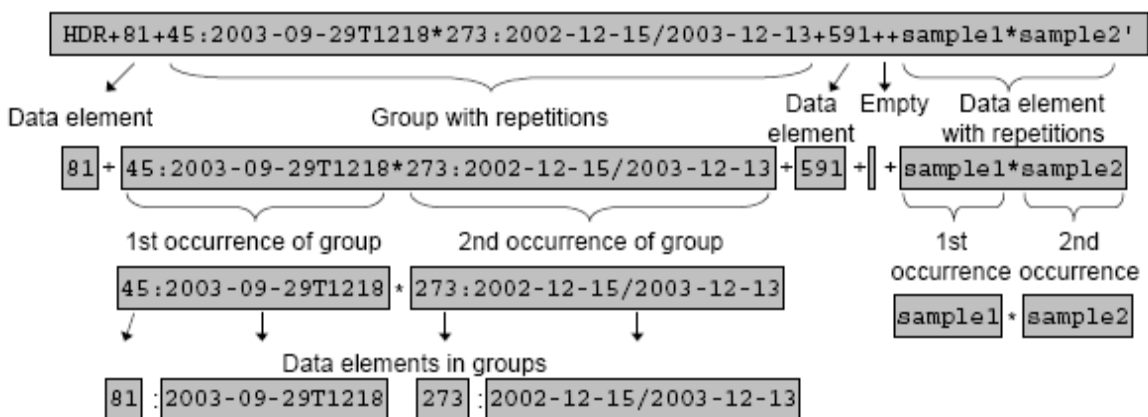 HDR+81+45:2003-09-29T1218*273:2002-12-15/2003-12-13+591++sample1*sample2'
Data element
Group with repetitions
Data element
Empty
Data element with repetitions
81 + 45:2003-09-29T1218*273:2002-12-15/2003-12-13 + 591 + + sample1*sample2
1st occurrence of group
2nd occurrence of group
1st occurrence
2nd occurrence
45:2003-09-29T1218 * 273:2002-12-15/2003-12-13
sample1 * sample2
Data elements in groups
81 : 2003-09-29T1218 273 : 2002-12-15/2003-12-13